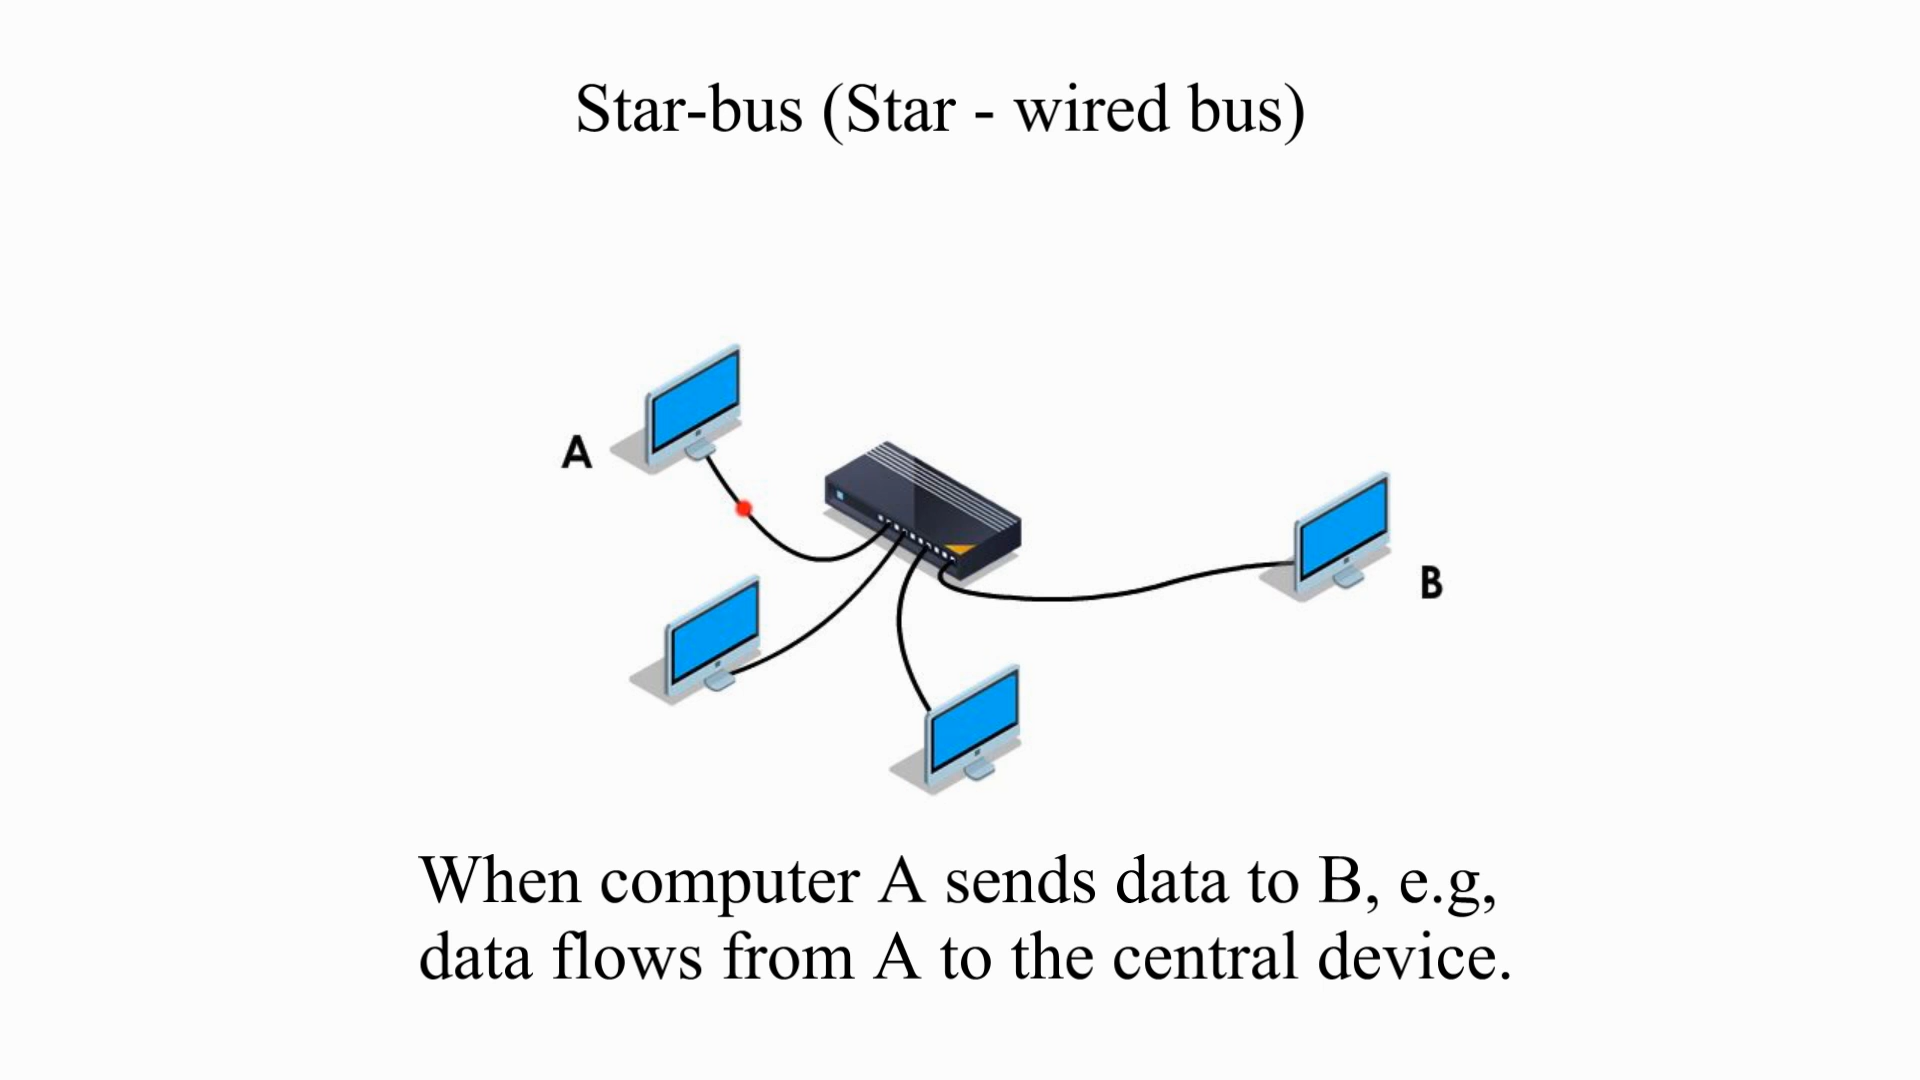 Star-bus (Star - wired bus)
A
B
When computer A sends data to B, e.g,
data flows from A to the central device.